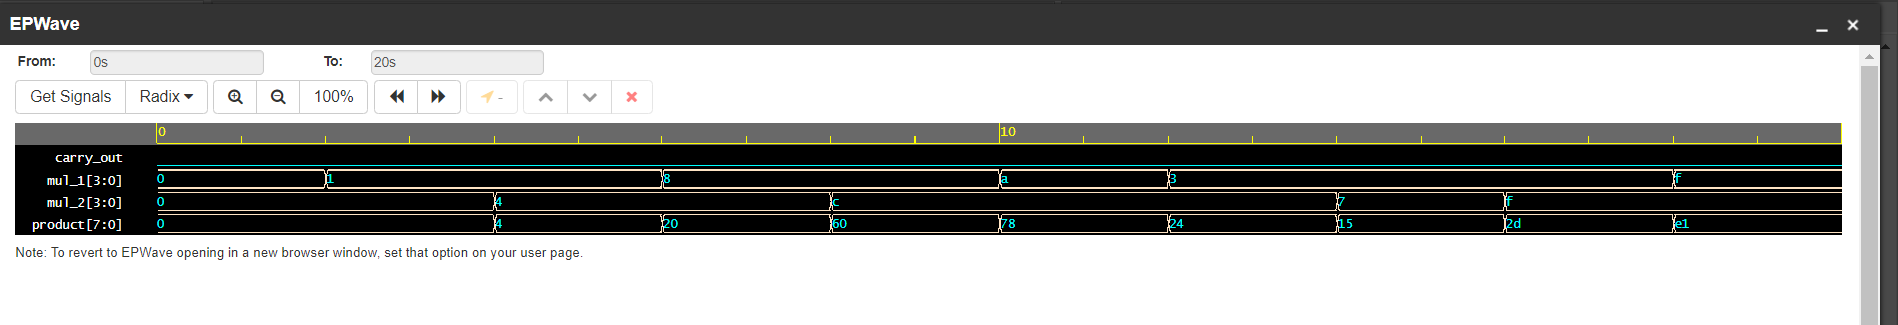 EPWave
From: 0s To: 20s
Get Signals Radix 100% -
0 10
carry_out
mul_1[3:0] 0 1 8 a 3 f
mul_2[3:0] 0 4 c 7 f
product[7:0] 0 4 20 60 78 24 15 2d e1
Note: To revert to EPWave opening in a new browser window, set that option on your user page.